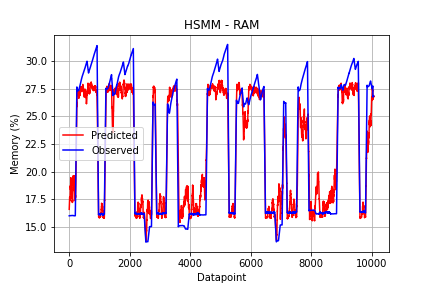 HSMM - RAM
30.0
27.5
25.0
22.5
20.0
17.5
15.0
Memory (%)
Predicted
Observed
0
2000
4000
6000
8000
10000
Datapoint